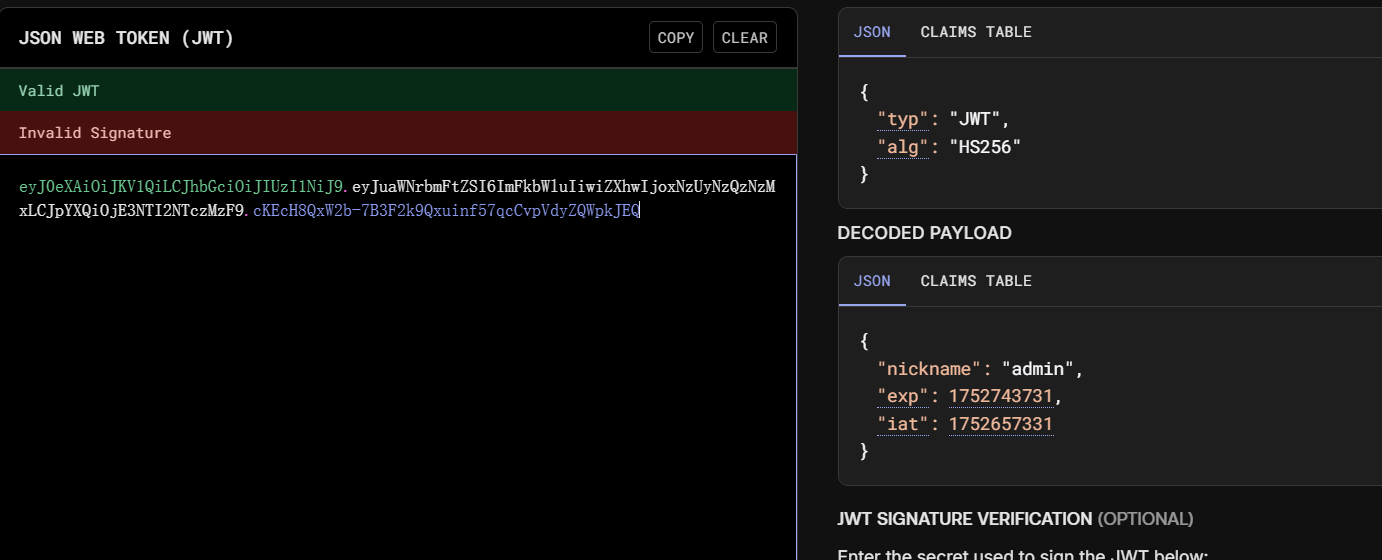 JSON WEB TOKEN (JWT)
COPY
CLEAR
Valid JWT
Invalid Signature
eyJ0eXAiOiJKV1QiLCJhbGciOiJIUzI1NiJ9.eyJuaWNrbmFtZSI6ImFkbWluIiwiZXhwIjoxNzUyNzQzNzM
xLCJpYXQiOjE3NTI2NTczMzF9.cKEcH8QxW2b-7B3F2k9Qxuinf57qcCvpVdyZQWpkJEQ
JSON
CLAIMS TABLE
{
"typ": "JWT",
"alg": "HS256"
}
DECODED PAYLOAD
JSON
CLAIMS TABLE
{
"nickname": "admin",
"exp": 1752743731,
"iat": 1752657331
}
JWT SIGNATURE VERIFICATION (OPTIONAL)
Enter the secret used to sign the JWT below: